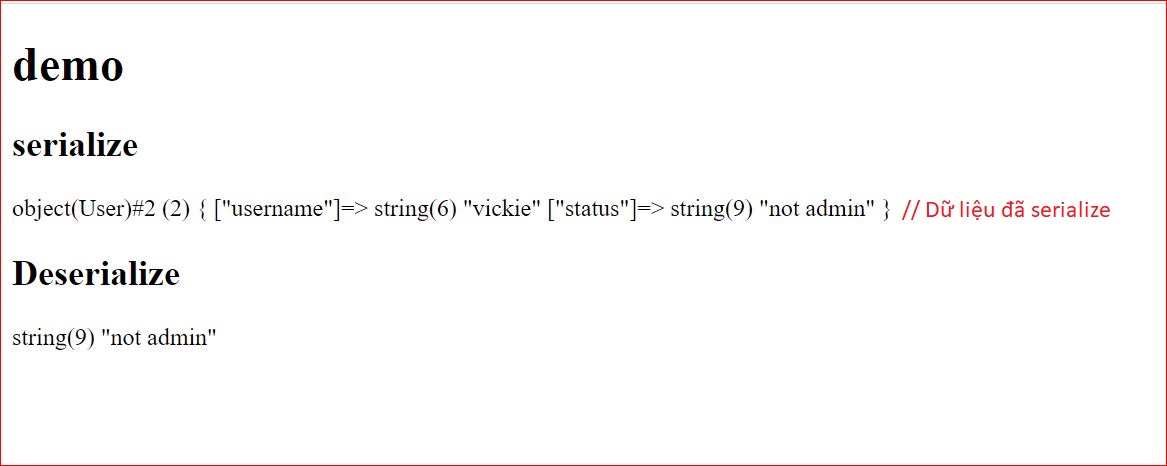 demo
serialize
object(User)#2 (2) { ["username"]=> string(6) "vickie" ["status"]=> string(9) "not admin" } // Dữ liệu đã serialize
Deserialize
string(9) "not admin"